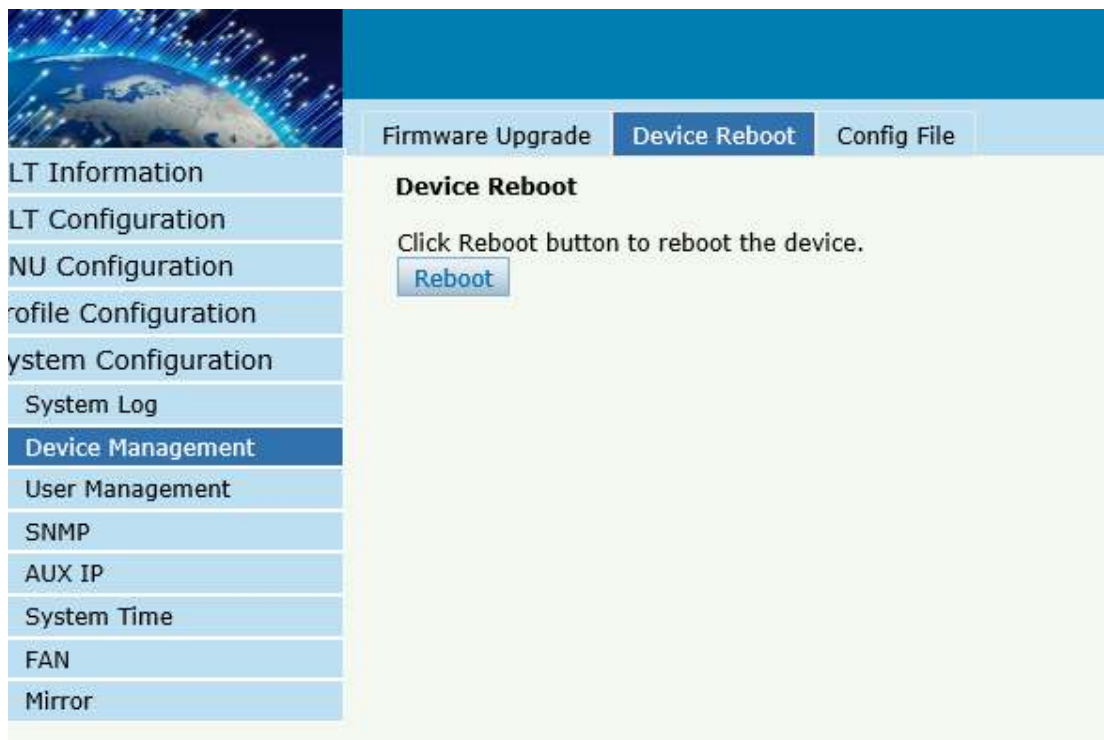 Firmware Upgrade Device Reboot Config File
LT Information
LT Configuration
NU Configuration
rofile Configuration
ystem Configuration
System Log
Device Management
User Management
SNMP
AUX IP
System Time
FAN
Mirror
Device Reboot
Click Reboot button to reboot the device.
Reboot